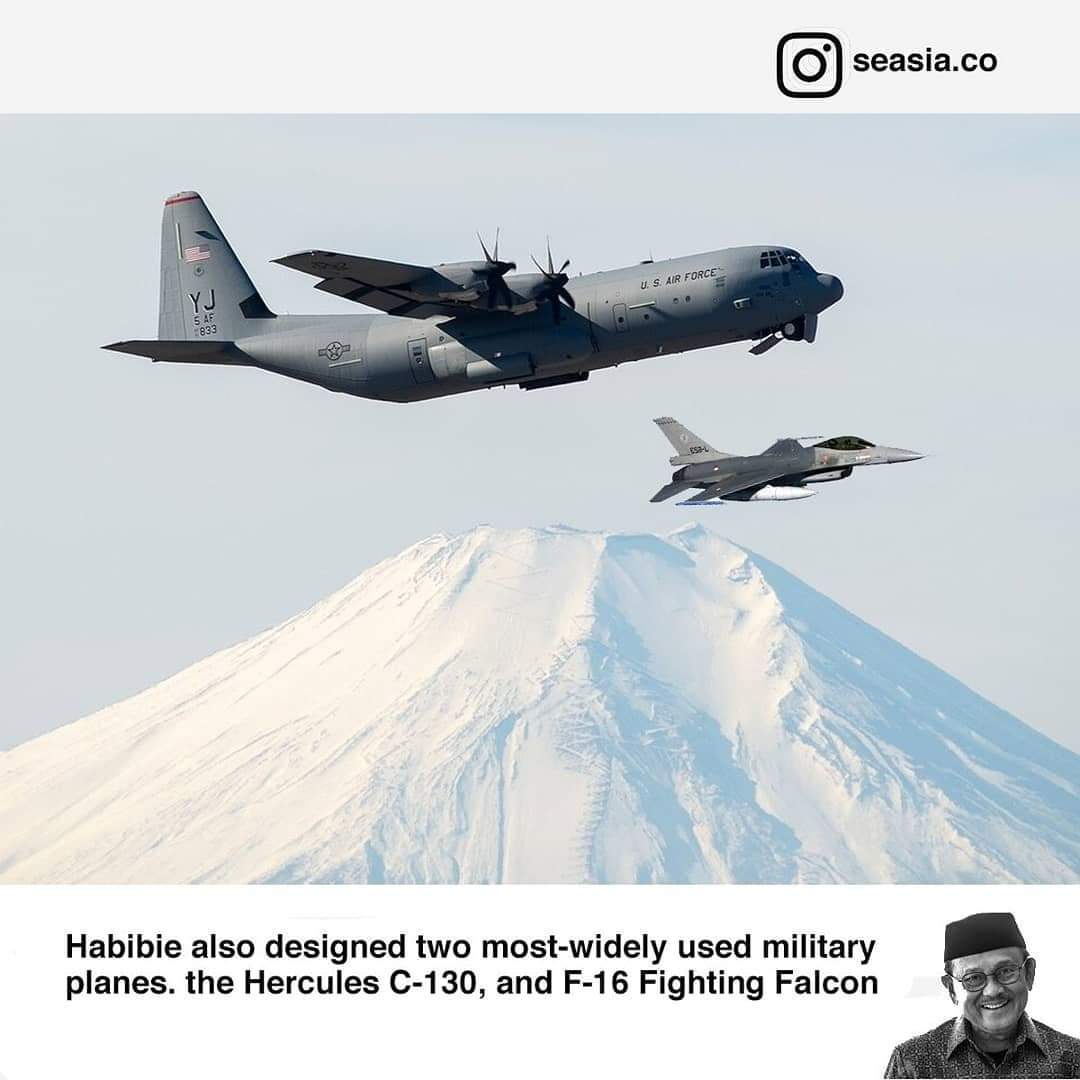 seasia.co
U. S. AIR FORCE
YJ
5 AF
833
Habibie also designed two most-widely used military
planes. the Hercules C-130, and F-16 Fighting Falcon